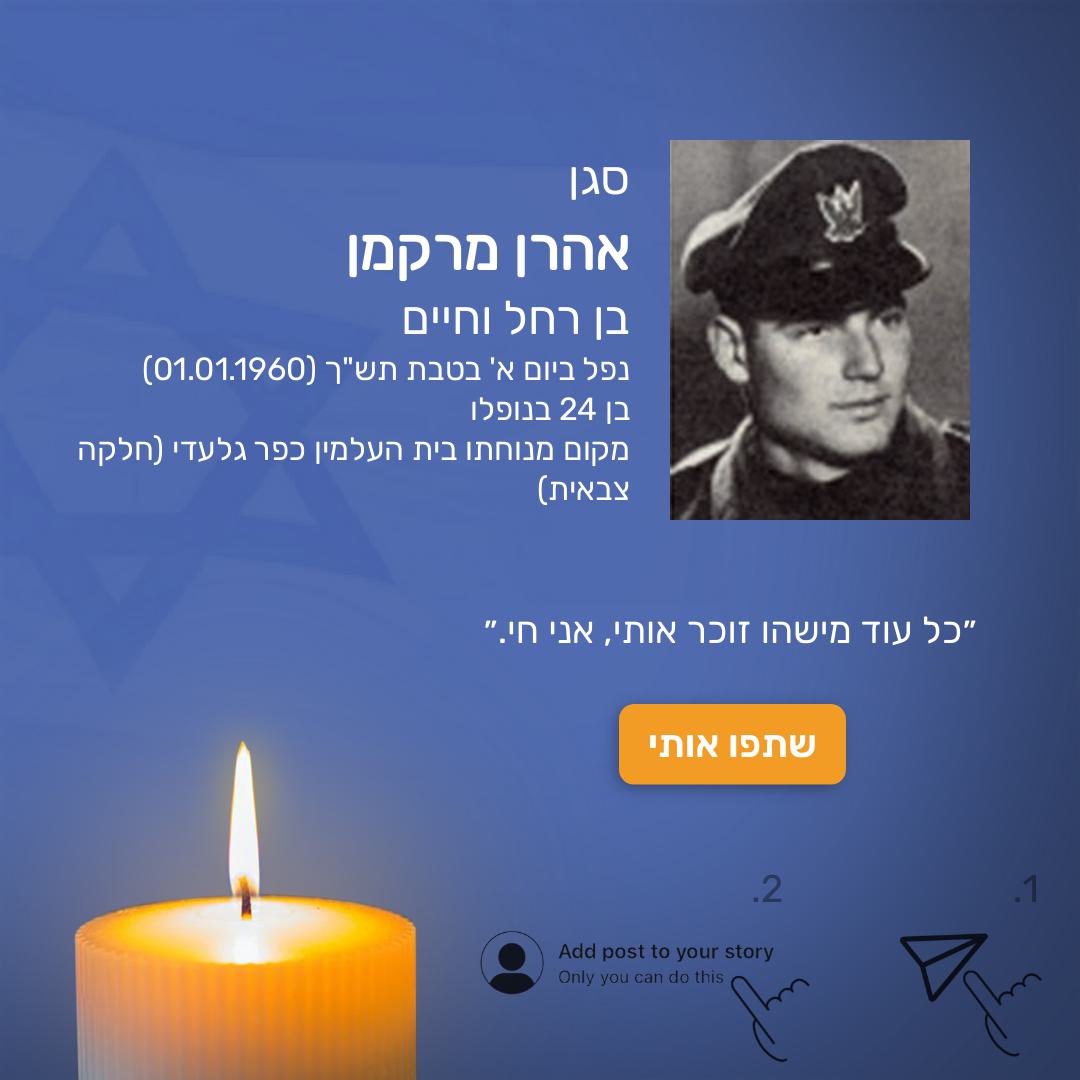 סגן
אהרן מרקמן
בן רחל וחיים
נפל ביום א' בטבת תש"ך (01.01.1960)
בן 24 בנופלו
מקום מנוחתו בית העלמין כפר גלעדי (חלקה
צבאית)
״כל עוד מישהו זוכר אותי, אני חי.״
שתפו אותי
1.
2.
Add post to your story
Only you can do this